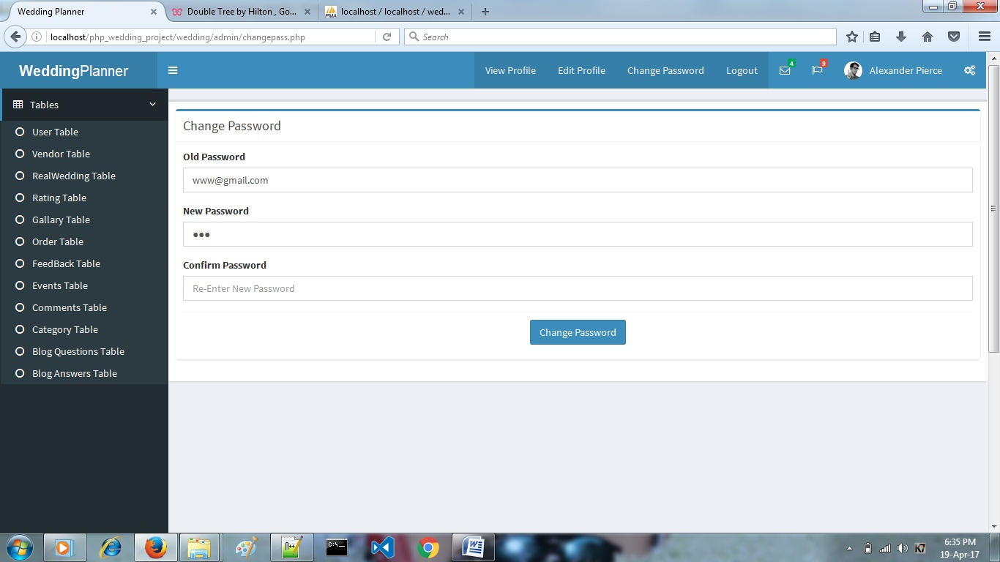 Wedding Planner
Double Tree by Hilton , Go...
localhost / localhost / wed...
localhost/php_wedding_project/wedding/admin/changepass.php
Search
WeddingPlanner
View Profile
Edit Profile
Change Password
Logout
4
9
Alexander Pierce
Tables
User Table
Vendor Table
RealWedding Table
Rating Table
Gallary Table
Order Table
FeedBack Table
Events Table
Comments Table
Category Table
Blog Questions Table
Blog Answers Table
Change Password
Old Password
www@gmail.com
New Password
●●●
Confirm Password
Re-Enter New Password
Change Password
6:35 PM
19-Apr-17